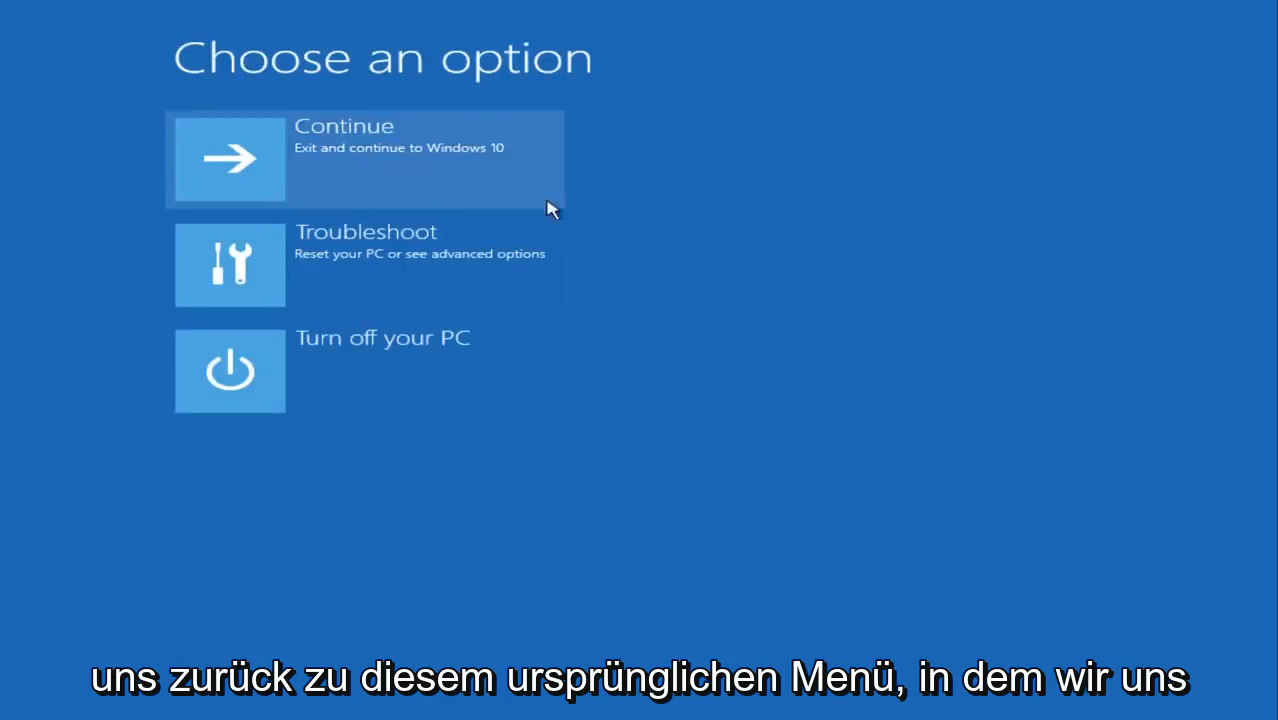 Choose an option
Continue
Exit and continue to Windows 10
Troubleshoot
Reset your PC or see advanced options
Turn off your PC
uns zurück zu diesem ursprünglichen Menü, in dem wir uns